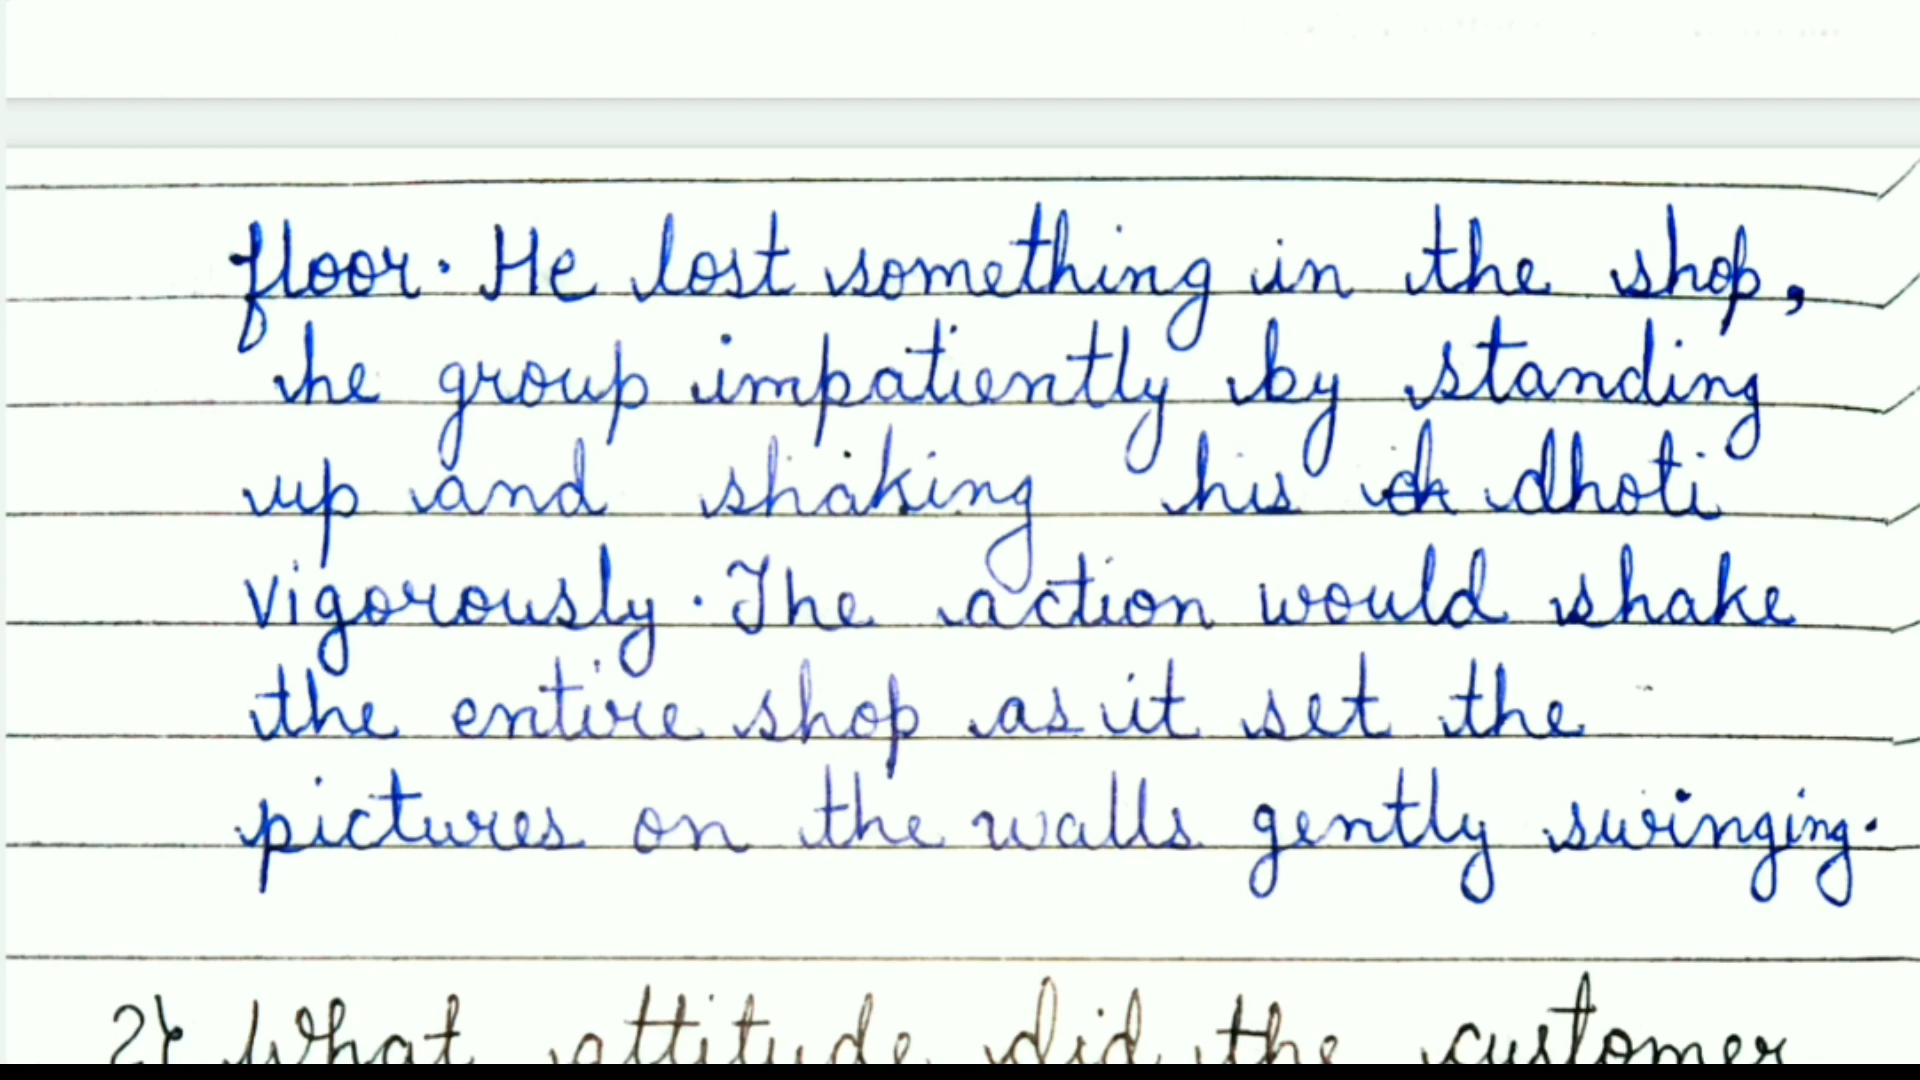 floor. He lost something in the shop,
he group impatiently by standing
up and shaking his dhoti
vigorously. The action would shake
the entire shop as it set the
pictures on the walls gently swinging.
2) What attitude did the customer